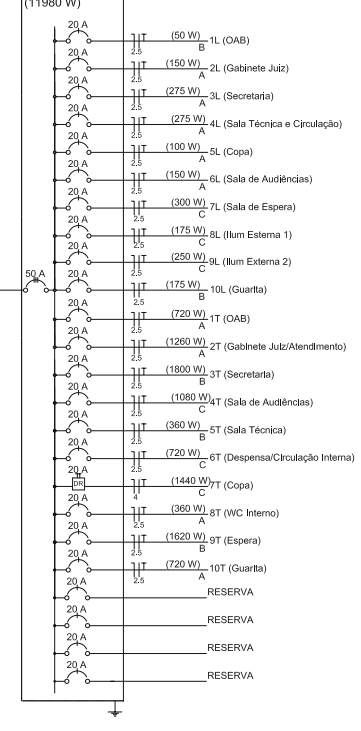 (11980 W)
20 A (50 W) 1L (OAB)
2.5 B
20 A (150 W) 2L (Gabinete Juiz)
2.5 A
20 A (275 W) 3L (Secretaria)
2.5 A
20 A (275 W) 4L (Sala Técnica e Circulação)
2.5 A
20 A (100 W) 5L (Copa)
2.5 A
20 A (150 W) 6L (Sala de Audiências)
2.5 A
20 A (300 W) 7L (Sala de Espera)
2.5 C
20 A (175 W) 8L (Ilum Esterna 1)
2.5 C
20 A (250 W) 9L (Ilum Externa 2)
2.5 C
50 A 20 A (175 W) 10L (Guarita)
2.5 B
20 A (720 W) 1T (OAB)
2.5 A
20 A (1260 W) 2T (Gabinete Juiz/Atendimento)
2.5 A
20 A (1800 W) 3T (Secretaria)
2.5 B
20 A (1080 W) 4T (Sala de Audiências)
2.5 C
20 A (360 W) 5T (Sala Técnica)
2.5 B
20 A (720 W) 6T (Despensa/Circulação Interna)
2.5 C
20 A DR (1440 W) 7T (Copa)
4 C
20 A (360 W) 8T (WC Interno)
2.5 A
20 A (1620 W) 9T (Espera)
2.5 B
20 A (720 W) 10T (Guarita)
2.5 A
20 A RESERVA
20 A RESERVA
20 A RESERVA
20 A RESERVA